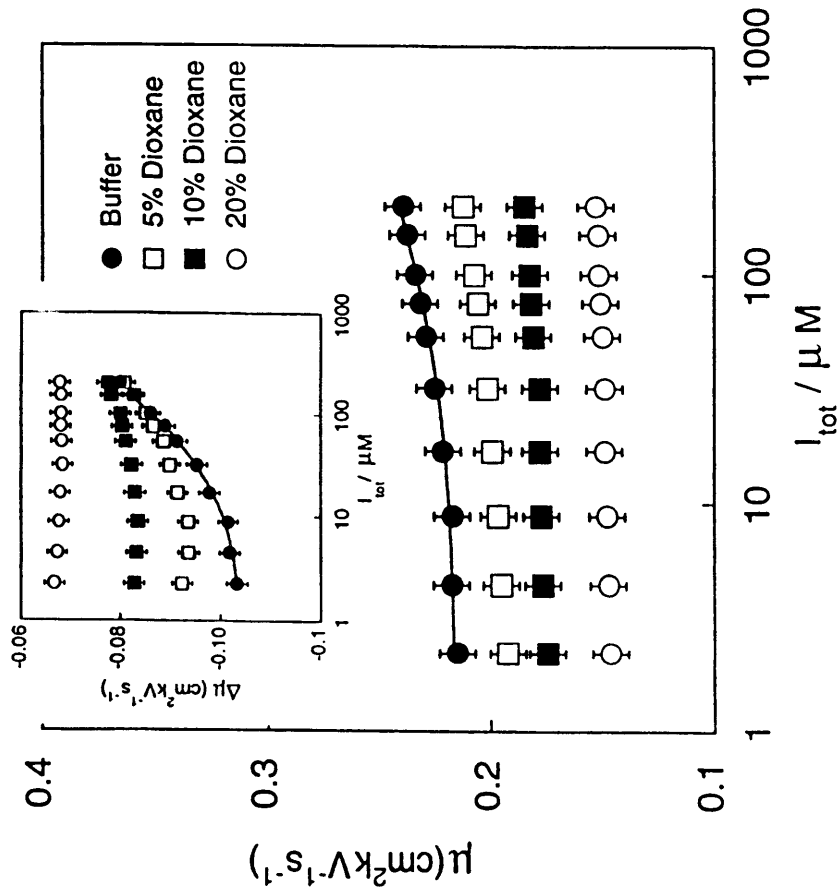 Buffer
5% Dioxane
10% Dioxane
20% Dioxane
-0.06
-0.08
-0.10
-0.1
Δμ (cm²kV⁻¹s⁻¹)
1
10
100
1000
I_tot / μM
0.4
0.3
0.2
0.1
μ(cm²kV⁻¹s⁻¹)
1
10
100
1000
I_tot / μM